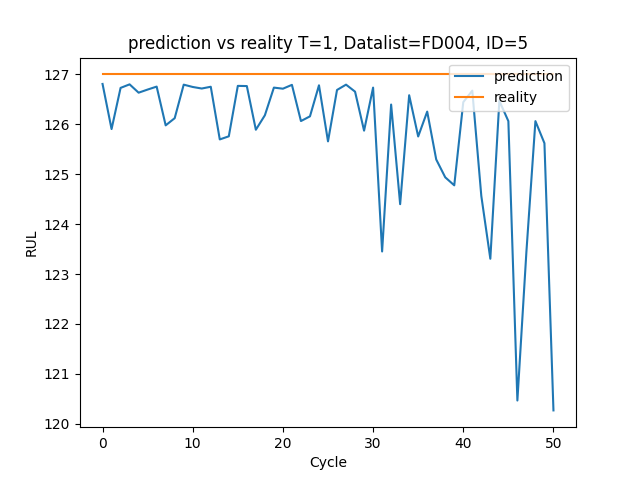 prediction vs reality T=1, Datalist=FD004, ID=5
127
126
125
124
123
122
121
120
RUL
prediction
reality
0 10 20 30 40 50
Cycle